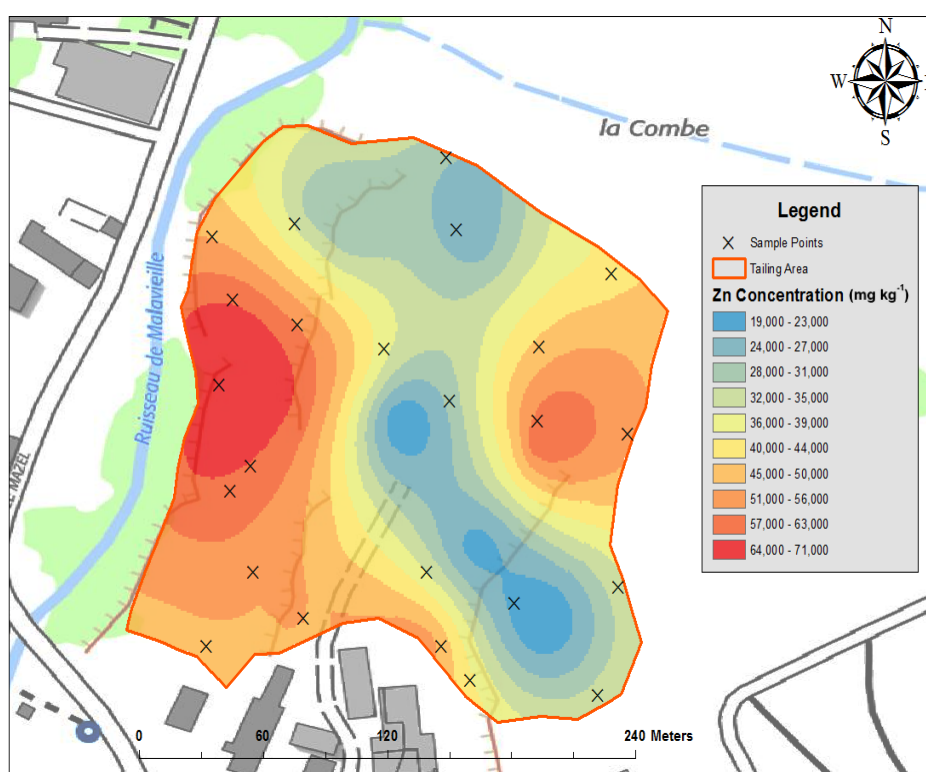 N
W
S
la Combe
Ruisseau de Malavieille
MAZEL
Legend
Sample Points
Tailing Area
Zn Concentration (mg kg⁻¹)
19,000 - 23,000
24,000 - 27,000
28,000 - 31,000
32,000 - 35,000
36,000 - 39,000
40,000 - 44,000
45,000 - 50,000
51,000 - 56,000
57,000 - 63,000
64,000 - 71,000
0 60 120 240 Meters